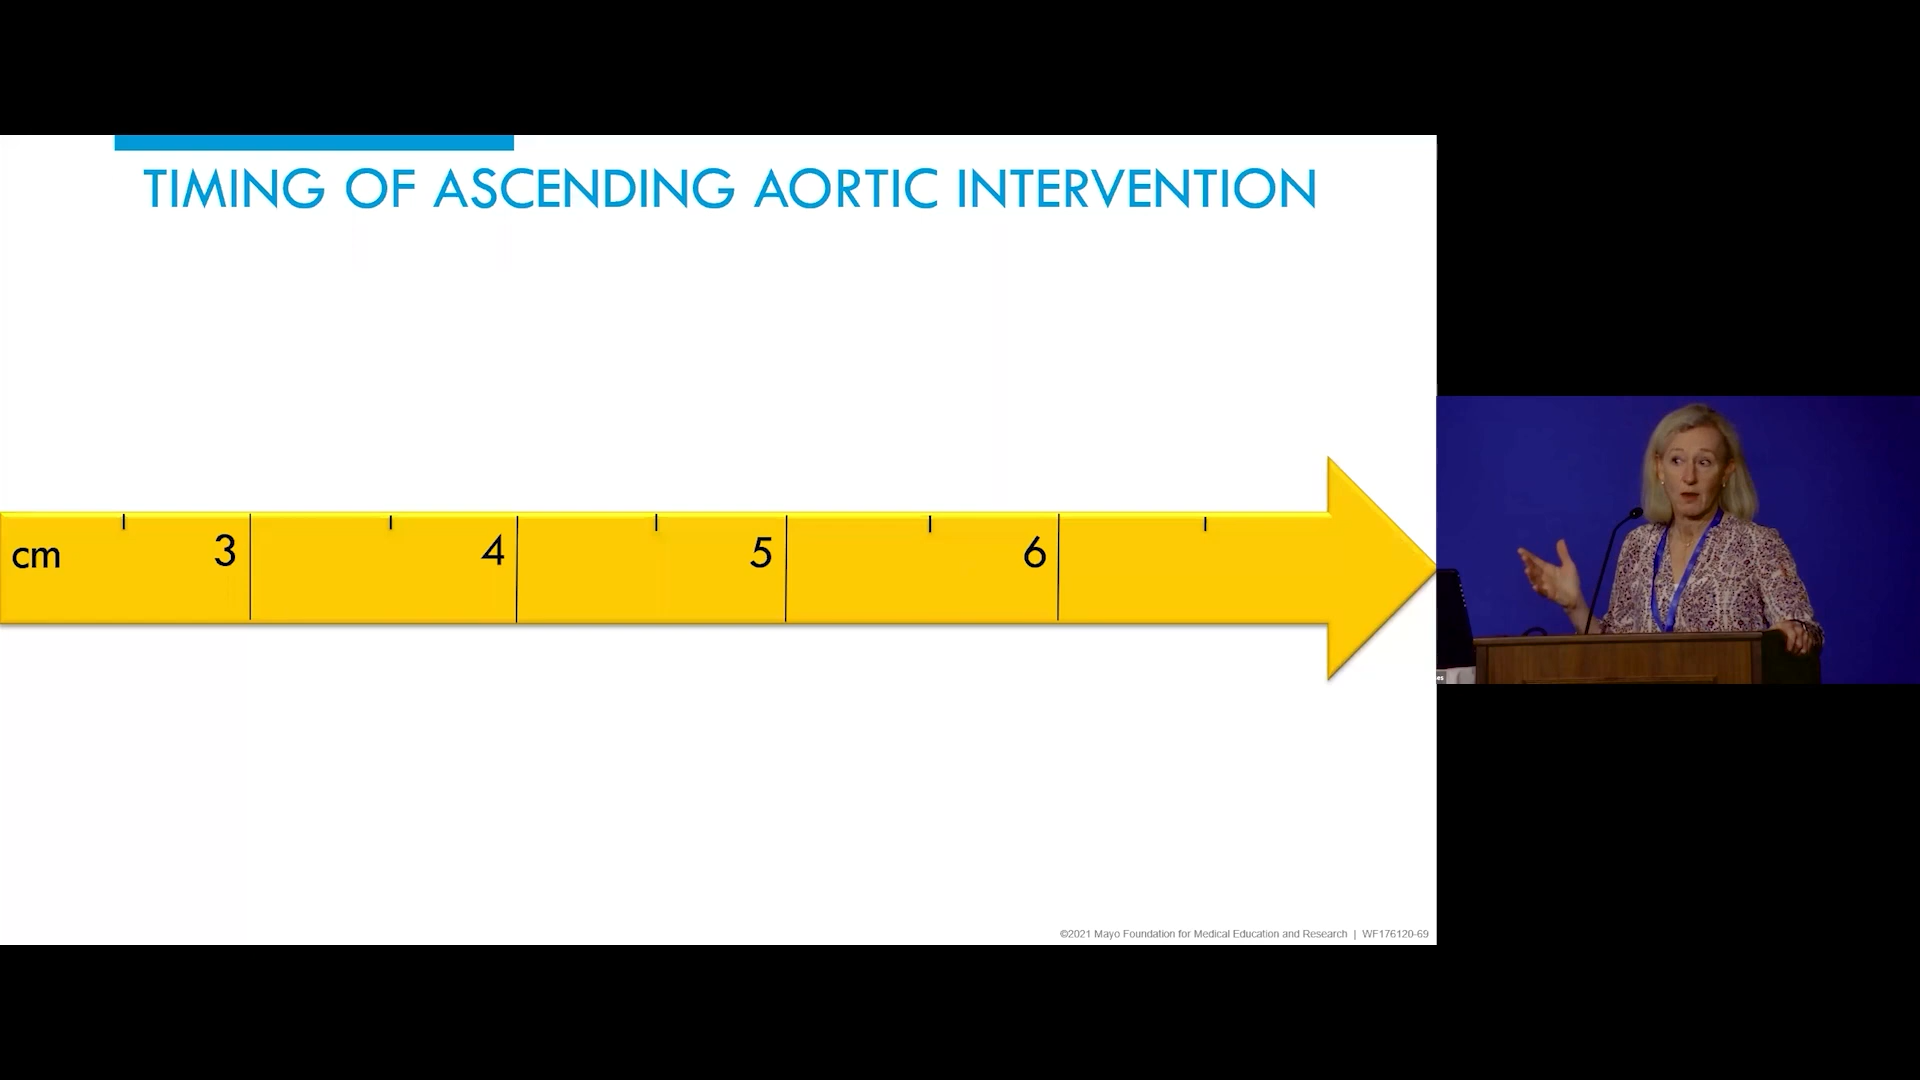 TIMING OF ASCENDING AORTIC INTERVENTION
cm 3 4 5 6
©2021 Mayo Foundation for Medical Education and Research | WF176120-69